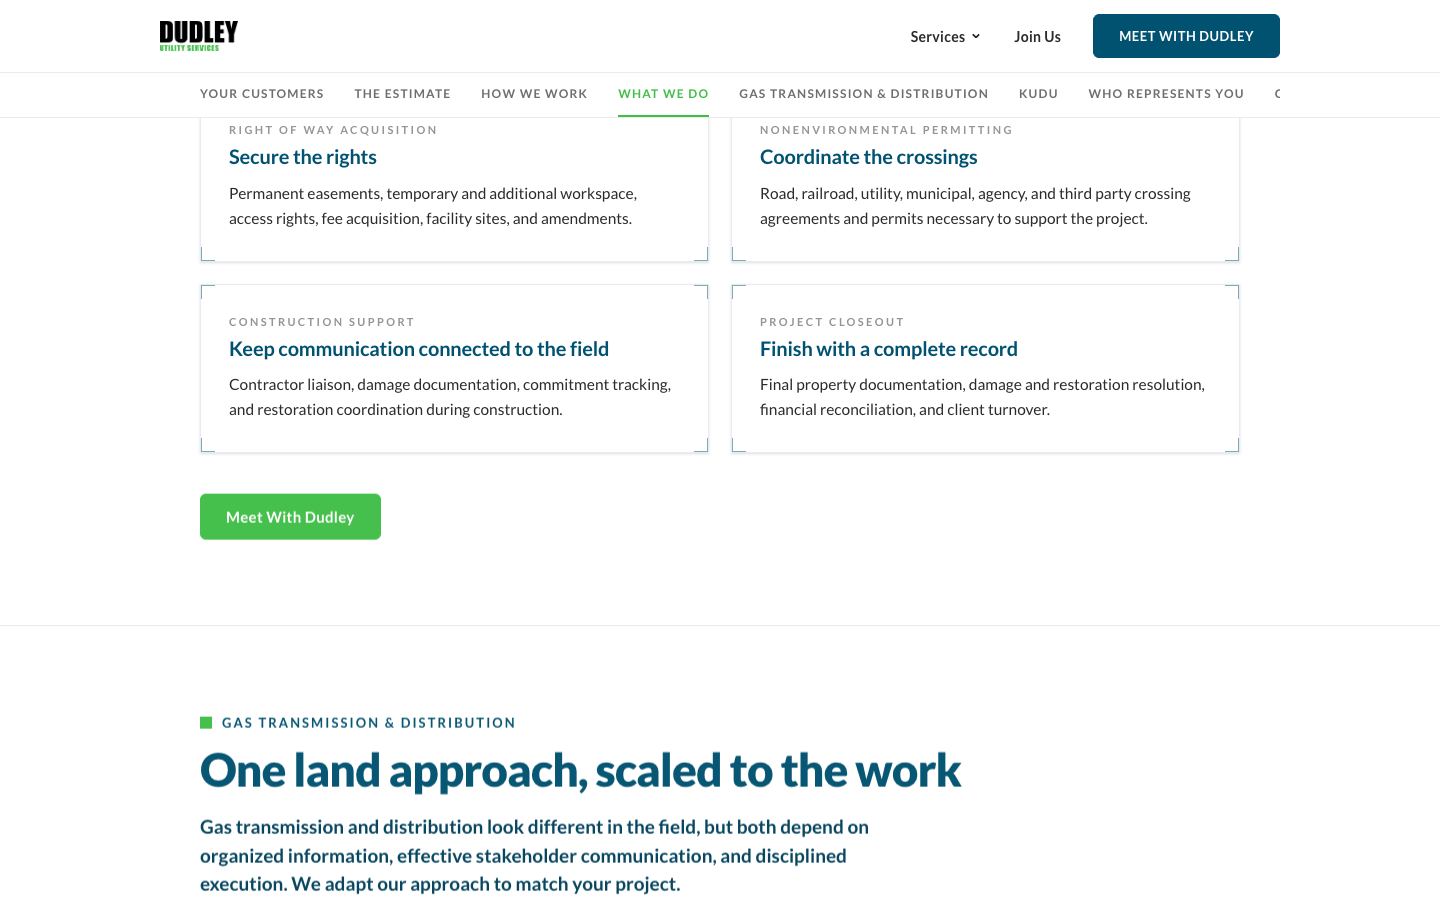 DUDLEY
UTILITY SERVICES
Services
Join Us
MEET WITH DUDLEY
YOUR CUSTOMERS
THE ESTIMATE
HOW WE WORK
WHAT WE DO
GAS TRANSMISSION & DISTRIBUTION
KUDU
WHO REPRESENTS YOU
RIGHT OF WAY ACQUISITION
Secure the rights
Permanent easements, temporary and additional workspace,
access rights, fee acquisition, facility sites, and amendments.
NONENVIRONMENTAL PERMITTING
Coordinate the crossings
Road, railroad, utility, municipal, agency, and third party crossing
agreements and permits necessary to support the project.
CONSTRUCTION SUPPORT
Keep communication connected to the field
Contractor liaison, damage documentation, commitment tracking,
and restoration coordination during construction.
PROJECT CLOSEOUT
Finish with a complete record
Final property documentation, damage and restoration resolution,
financial reconciliation, and client turnover.
Meet With Dudley
GAS TRANSMISSION & DISTRIBUTION
One land approach, scaled to the work
Gas transmission and distribution look different in the field, but both depend on
organized information, effective stakeholder communication, and disciplined
execution. We adapt our approach to match your project.